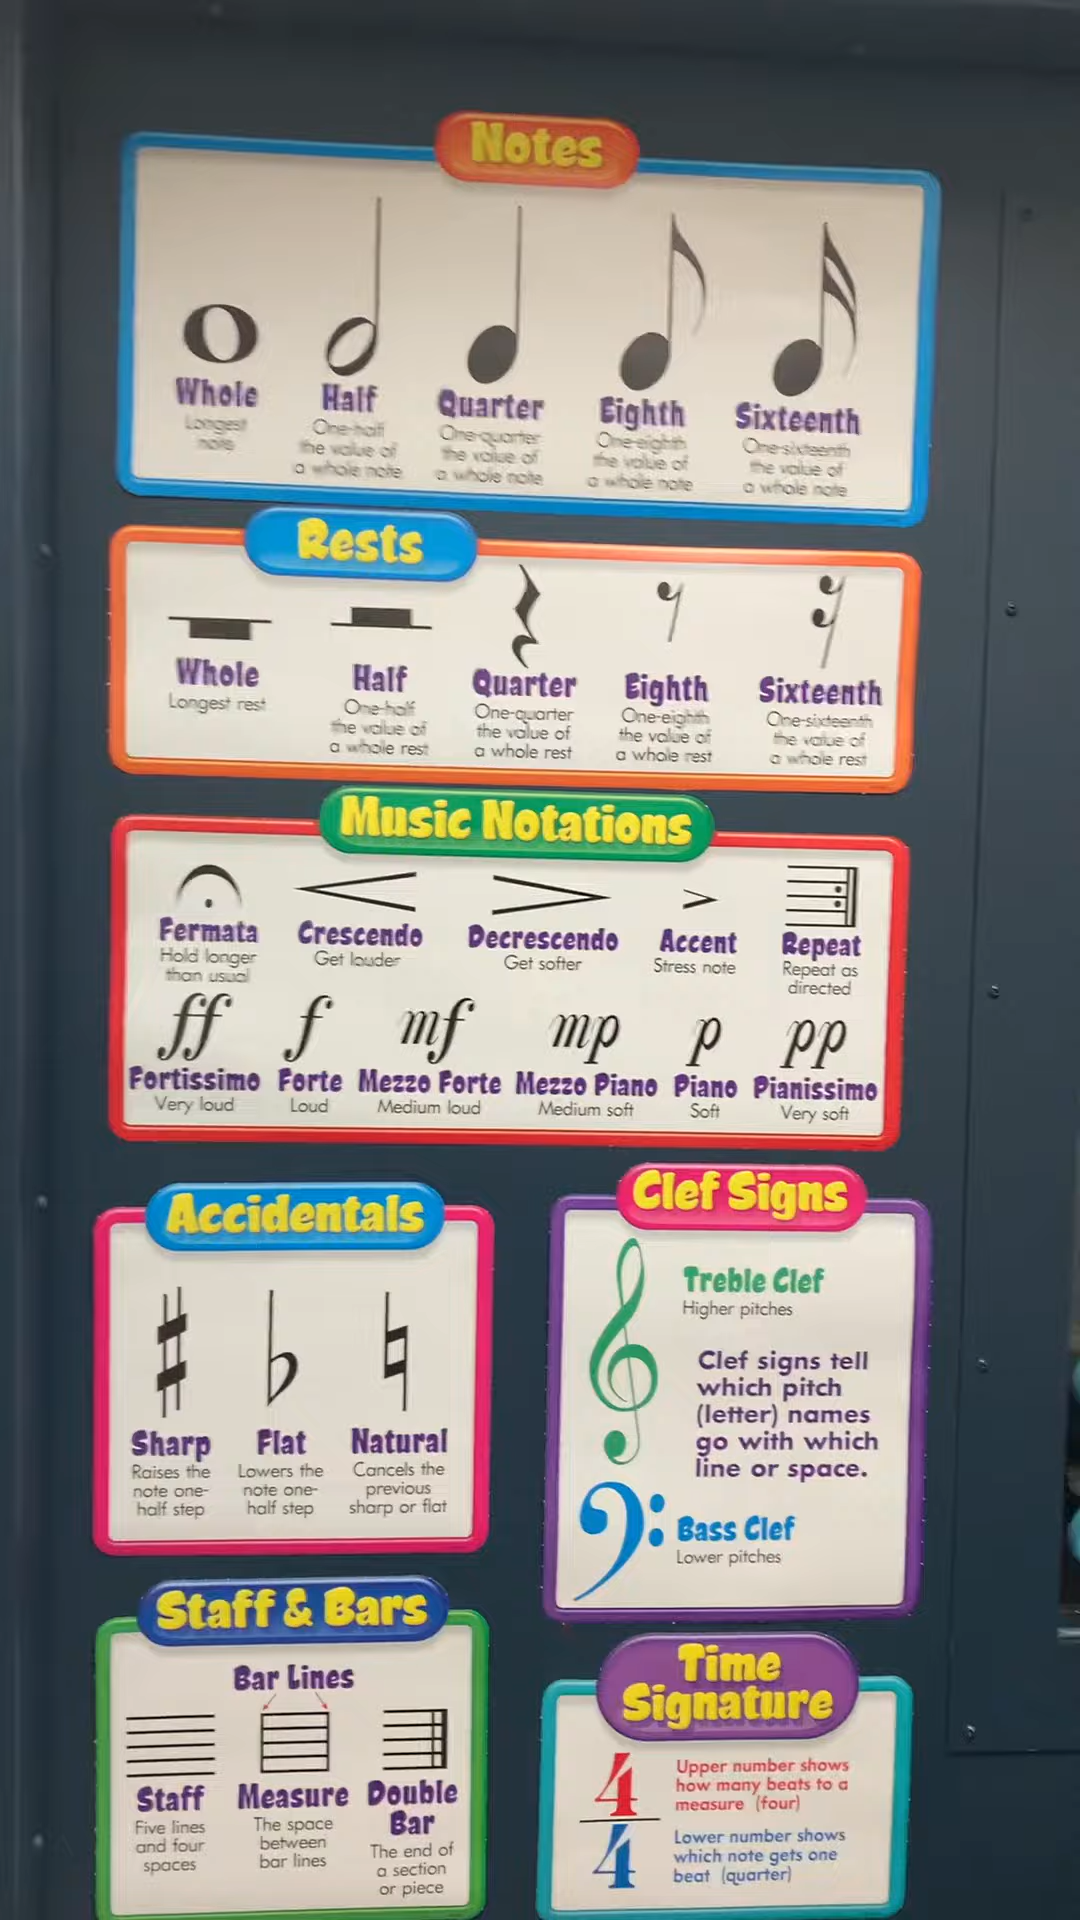 Notes
Whole
Longest
note
Half
One-half
the value of
a whole note
Quarter
One-quarter
the value of
a whole note
Eighth
One-eighth
the value of
a whole note
Sixteenth
One-sixteenth
the value of
a whole note
Rests
Whole
Longest rest
Half
One-half
the value of
a whole rest
Quarter
One-quarter
the value of
a whole rest
Eighth
One-eighth
the value of
a whole rest
Sixteenth
One-sixteenth
the value of
a whole rest
Music Notations
Fermata
Hold longer
than usual
Crescendo
Get louder
Decrescendo
Get softer
Accent
Stress note
Repeat
Repeat as
directed
ff
Fortissimo
Very loud
f
Forte
Loud
mf
Mezzo Forte
Medium loud
mp
Mezzo Piano
Medium soft
p
Piano
Soft
pp
Pianissimo
Very soft
Accidentals
Sharp
Raises the
note one-
half step
Flat
Lowers the
note one-
half step
Natural
Cancels the
previous
sharp or flat
Clef Signs
Treble Clef
Higher pitches
Clef signs tell
which pitch
(letter) names
go with which
line or space.
Bass Clef
Lower pitches
Staff & Bars
Bar Lines
Staff
Five lines
and four
spaces
Measure
The space
between
bar lines
Double
Bar
The end of
a section
or piece
Time
Signature
4
Upper number shows
how many beats to a
measure (four)
4
Lower number shows
which note gets one
beat (quarter)